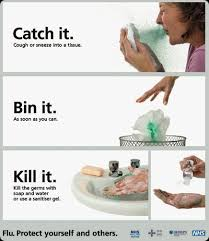 Catch it.
Cough or sneeze into a tissue.
Bin it.
As soon as you can.
Kill it.
Kill the germs with
soap and water
or use a sanitiser gel.
Flu. Protect yourself and others.
NHS
NHS